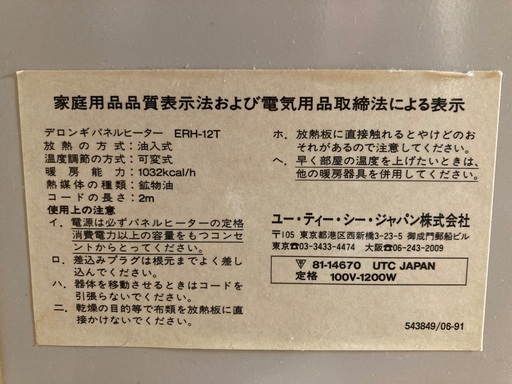 家庭用品品質表示法および電気用品取締法による表示
デロンギパネルヒーター ERH-12T
放熱の方式：油入式
温度調節の方式：可変式
暖房能力：1032kcal/h
熱媒体の種類：鉱物油
コードの長さ：2m
使用上の注意
イ．電源は必ずパネルヒーターの定格
消費電力以上の容量をもつコンセ
ントからとってください。
ロ．差込みプラグは根元までよく差し
込んでください。
ハ．器体を移動させるときはコードを
引張らないでください。
ニ．乾燥の目的等で布類を放熱板に直
接かけないでください。
ホ．放熱板に直接触れるとやけどのお
それがあるので注意してください。
ヘ．早く部屋の温度を上げたいときは、
他の暖房器具を併用してください。
ユー・ティー・シー・ジャパン株式会社
〒105 東京都港区西新橋3-23-5 御成門郵船ビル
東京☎03-3433-4474 大阪☎06-243-2009
▽ 81-14670 UTC JAPAN
定格 100V-1200W
543849/06-91